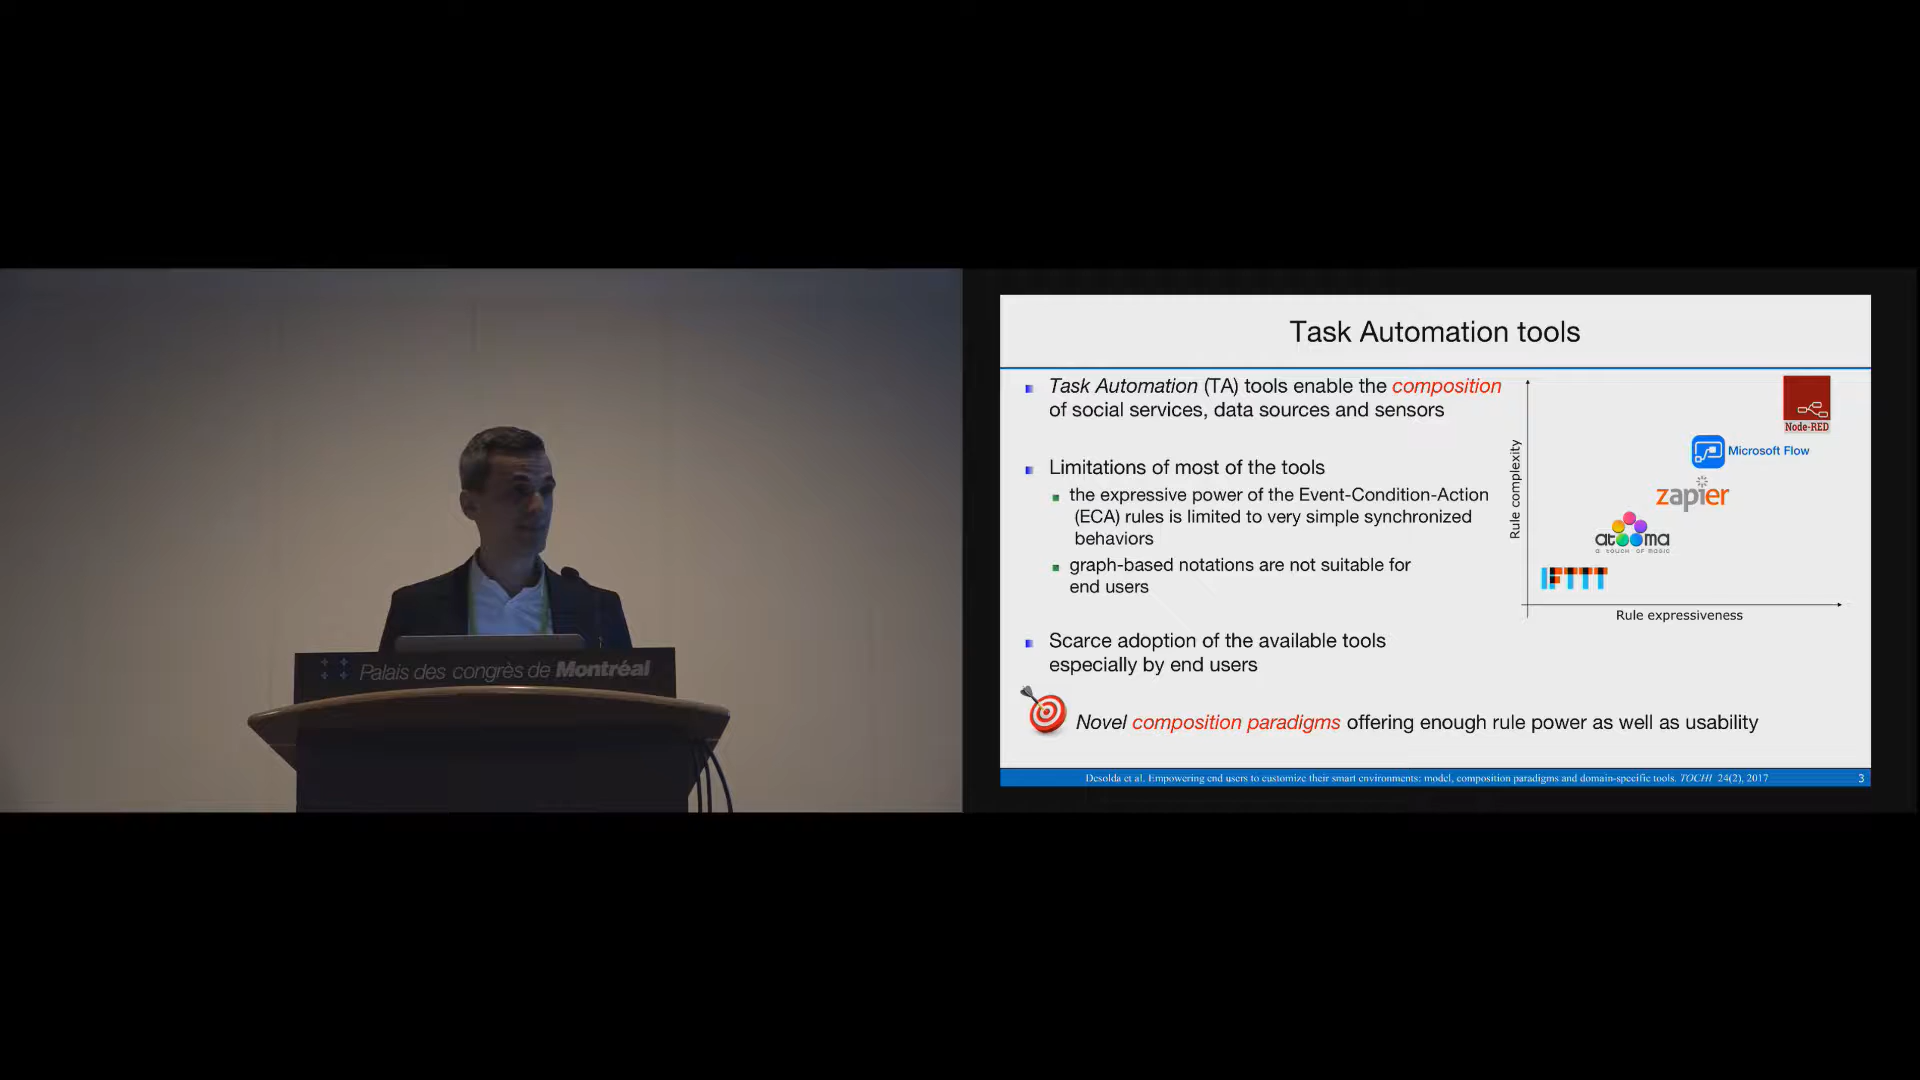 Palais des congrès de Montréal
Task Automation tools
Task Automation (TA) tools enable the composition
of social services, data sources and sensors
Limitations of most of the tools
the expressive power of the Event-Condition-Action
(ECA) rules is limited to very simple synchronized
behaviors
graph-based notations are not suitable for
end users
Scarce adoption of the available tools
especially by end users
Novel composition paradigms offering enough rule power as well as usability
Rule complexity
Node-RED
Microsoft Flow
zapier
atooma
a touch of magic
IFTTT
Rule expressiveness
Desolda et al. Empowering end users to customize their smart environments: model, composition paradigms and domain-specific tools. TOCHI 24(2), 2017
3